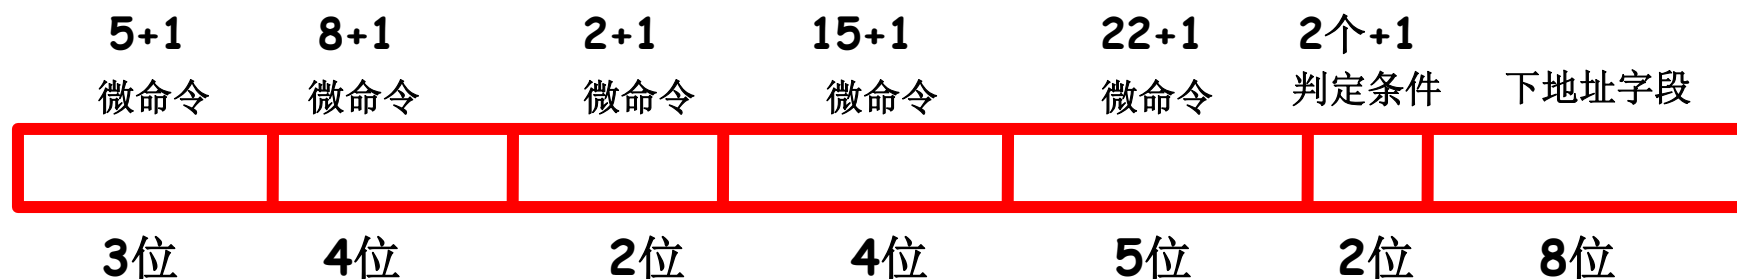 5+1 8+1 2+1 15+1 22+1 2个+1
微命令 微命令 微命令 微命令 微命令 判定条件 下地址字段
3位 4位 2位 4位 5位 2位 8位